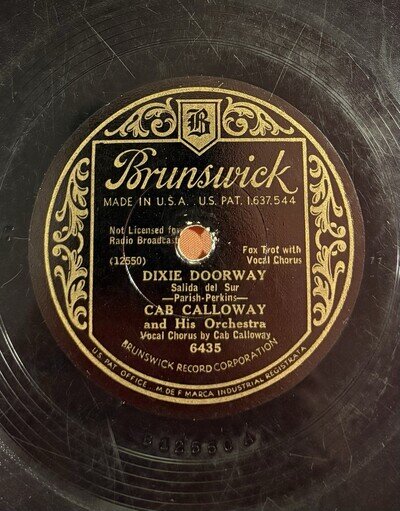 B
Brunswick
MADE IN U.S.A. U.S. PAT. 1,637,544
Not Licensed for
Radio Broadcast
(12550)
Fox Trot with
Vocal Chorus
DIXIE DOORWAY
Salida del Sur
—Parish-Perkins—
CAB CALLOWAY
and His Orchestra
Vocal Chorus by Cab Calloway
6435
BRUNSWICK RECORD CORPORATION
U.S. PAT. OFFICE... M DE F MARCA INDUSTRIAL REGISTRATA